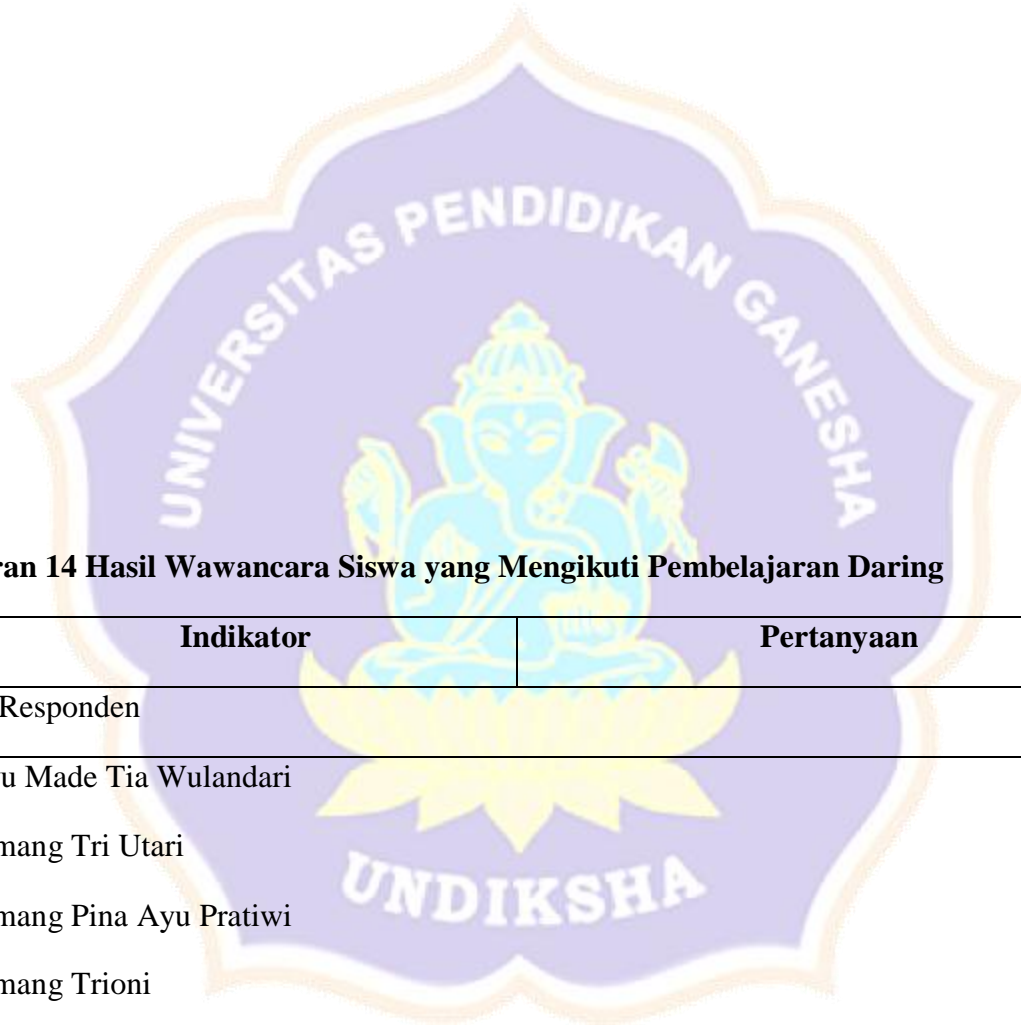 UNIVERSITAS PENDIDIKAN GANESHA
ran 14 Hasil Wawancara Siswa yang Mengikuti Pembelajaran Daring
Indikator Pertanyaan
Responden
u Made Tia Wulandari
mang Tri Utari
mang Pina Ayu Pratiwi
mang Trioni
UNDIKSHA